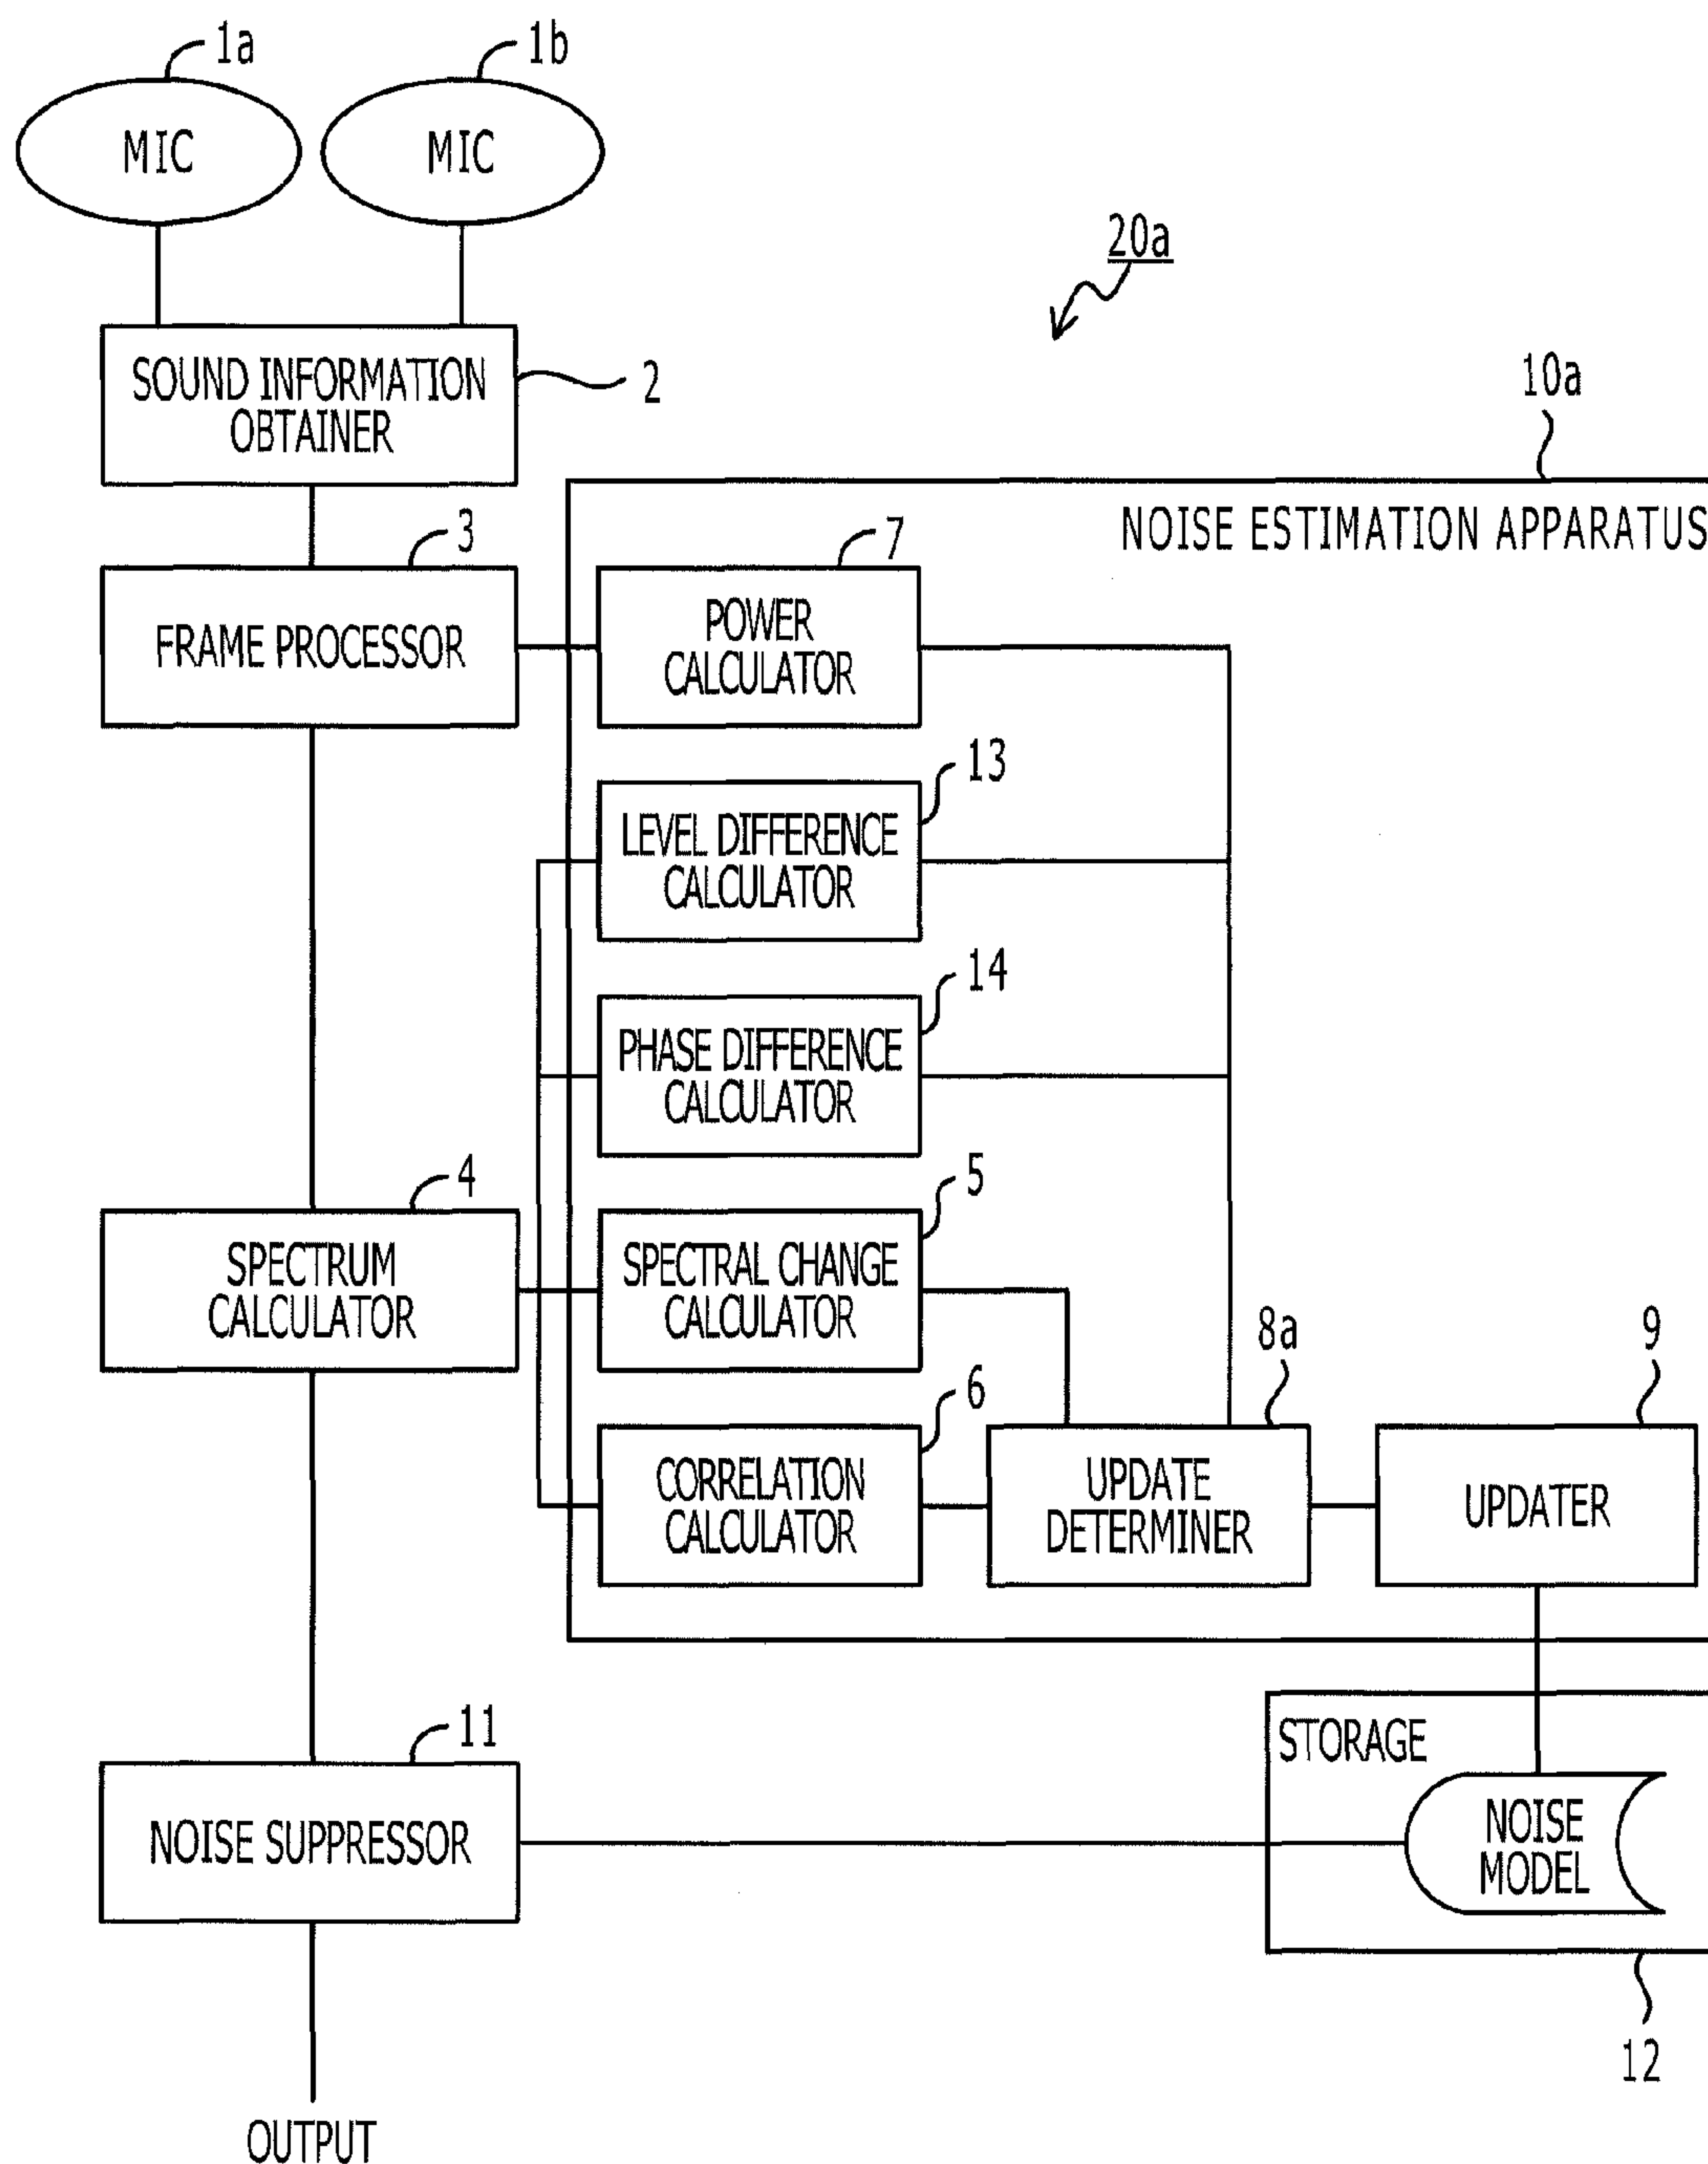 1a
1b
MIC
MIC
20a
SOUND INFORMATION
OBTAINER
2
10a
NOISE ESTIMATION APPARATUS
3
FRAME PROCESSOR
7
POWER
CALCULATOR
13
LEVEL DIFFERENCE
CALCULATOR
14
PHASE DIFFERENCE
CALCULATOR
4
SPECTRUM
CALCULATOR
5
SPECTRAL CHANGE
CALCULATOR
6
CORRELATION
CALCULATOR
8a
UPDATE
DETERMINER
9
UPDATER
11
NOISE SUPPRESSOR
STORAGE
NOISE
MODEL
12
OUTPUT